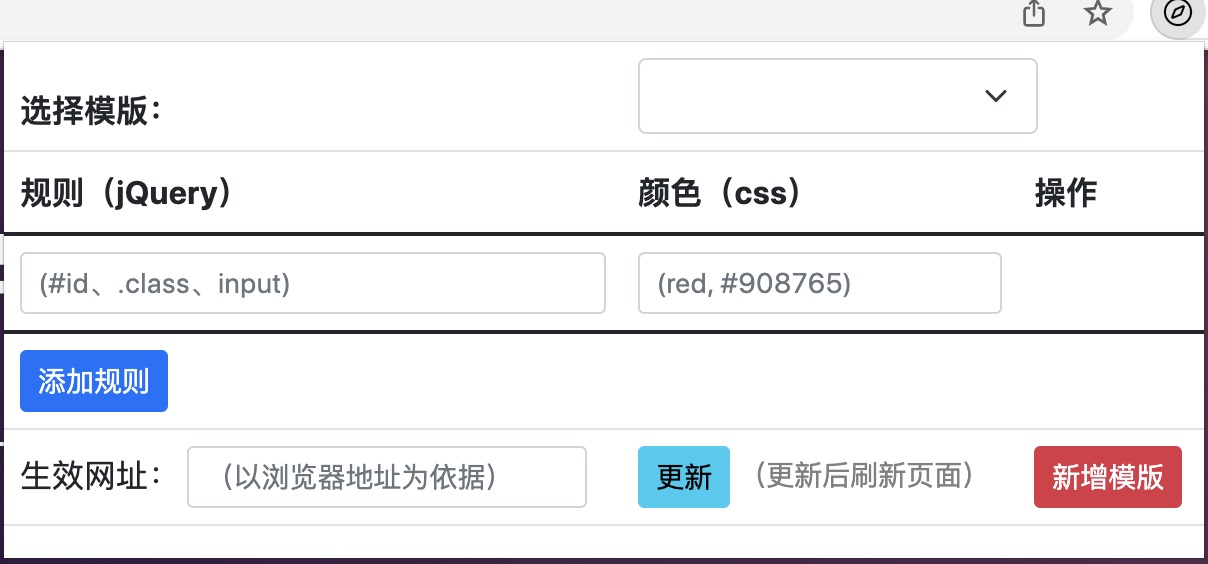 选择模版：
规则（jQuery） 颜色（css） 操作
(#id、.class、input) (red, #908765)
添加规则
生效网址： （以浏览器地址为依据） 更新 （更新后刷新页面） 新增模版